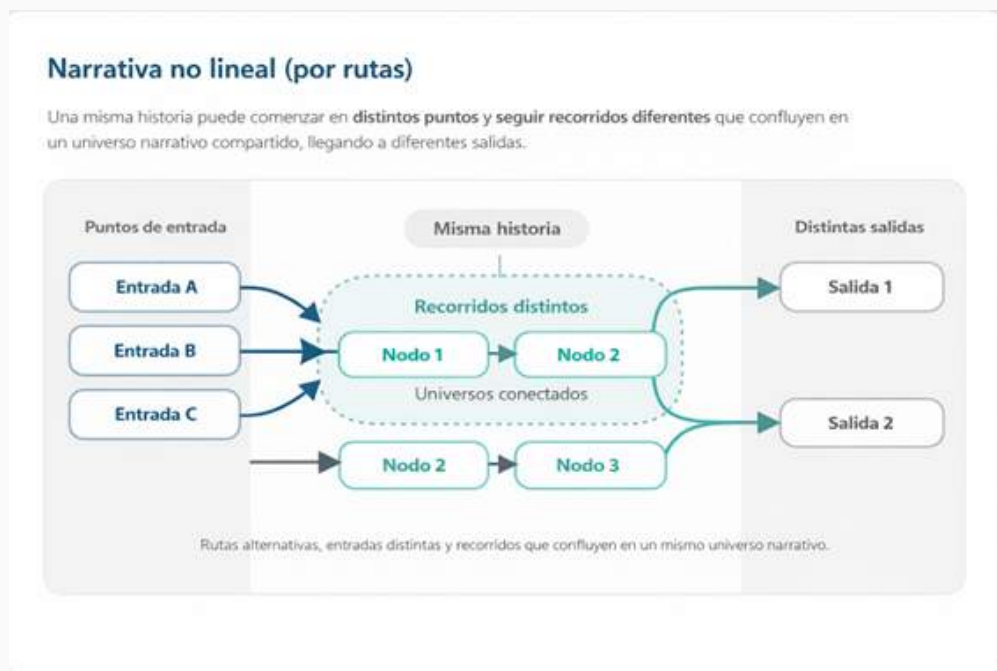 Narrativa no lineal (por rutas)
Una misma historia puede comenzar en distintos puntos y seguir recorridos diferentes que confluyen en
un universo narrativo compartido, llegando a diferentes salidas.
Puntos de entrada
Misma historia
Distintas salidas
Entrada A
Recorridos distintos
Salida 1
Entrada B
Nodo 1
Nodo 2
Universos conectados
Entrada C
Salida 2
Nodo 2
Nodo 3
Rutas alternativas, entradas distintas y recorridos que confluyen en un mismo universo narrativo.